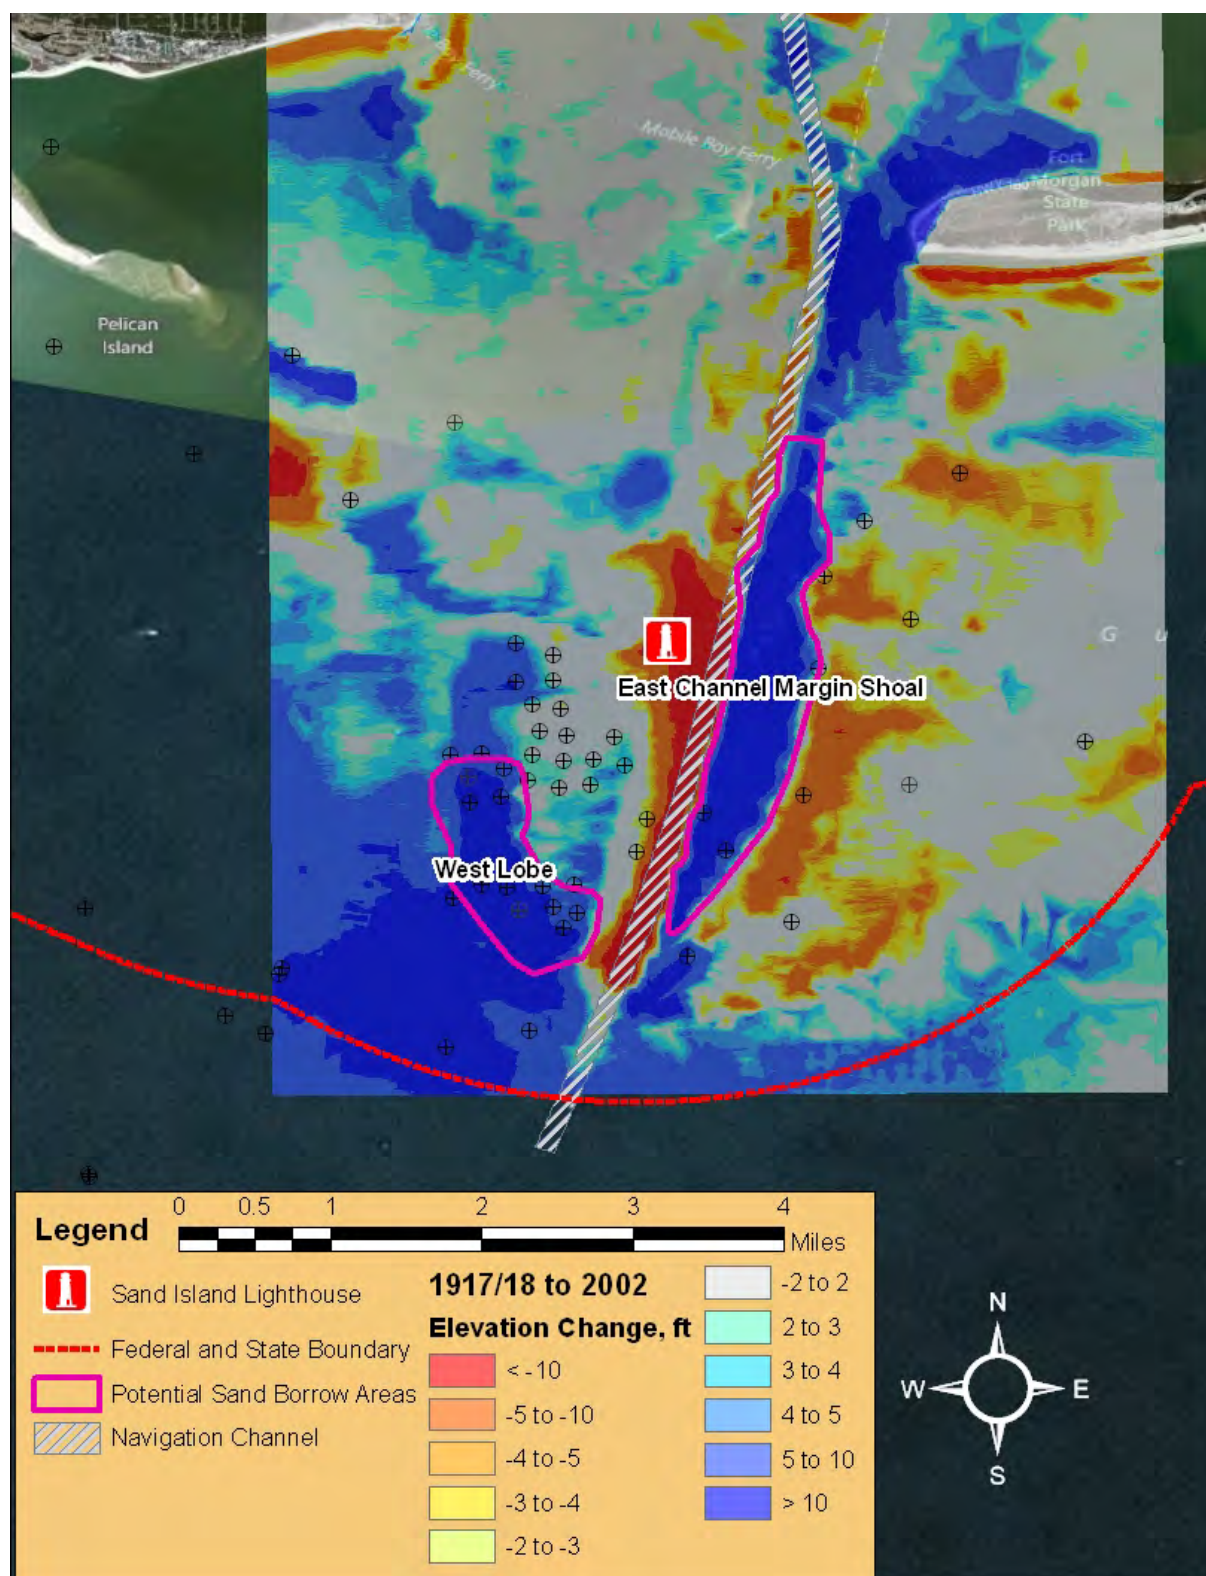 Ferry
Mobile Bay Ferry
Fort
Morgan
State
Park
Pelican
Island
G u
East Channel Margin Shoal
West Lobe
Legend
0 0.5 1 2 3 4
Miles
Sand Island Lighthouse
Federal and State Boundary
Potential Sand Borrow Areas
Navigation Channel
1917/18 to 2002
Elevation Change, ft
< -10
-5 to -10
-4 to -5
-3 to -4
-2 to -3
-2 to 2
2 to 3
3 to 4
4 to 5
5 to 10
> 10
N
W E
S